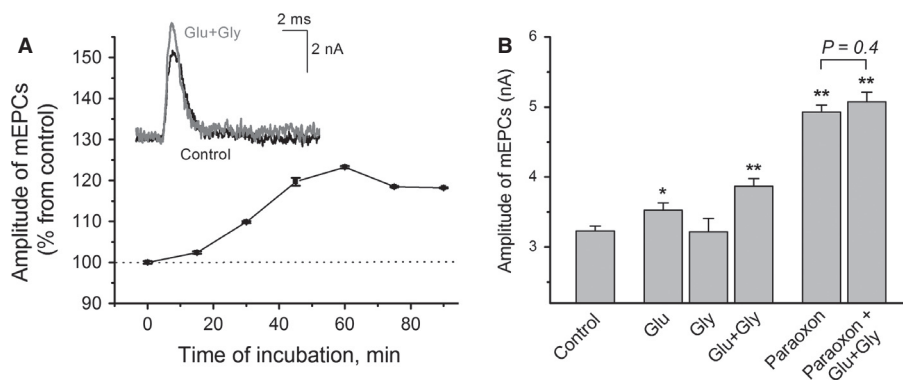 A
Glu+Gly
2 ms
2 nA
Control
Amplitude of mEPCs
(% from control)
150
140
130
120
110
100
90
0
20
40
60
80
Time of incubation, min
B
P = 0.4
**
**
*
**
Amplitude of mEPCs (nA)
6
5
3
Control
Glu
Gly
Glu+Gly
Paraoxon
Paraoxon +
Glu+Gly